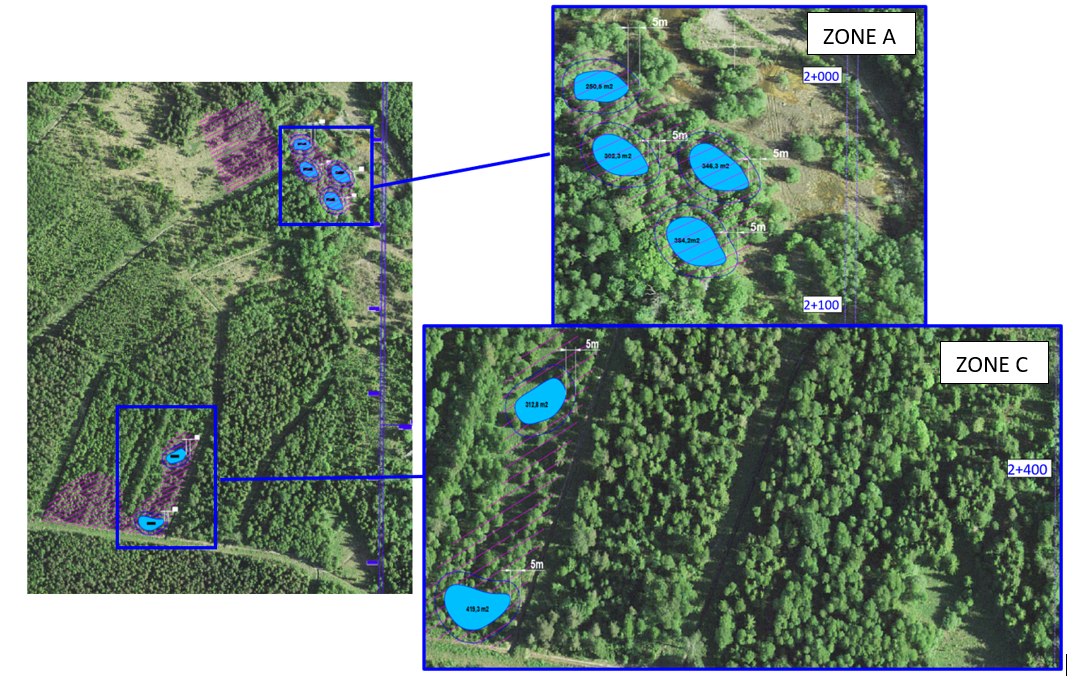 5m
ZONE A
2+000
280,6 m2
5m
302,3 m2
346,3 m2
5m
384,2m2
5m
2+100
5m
ZONE C
312,8 m2
2+400
5m
419,3 m2